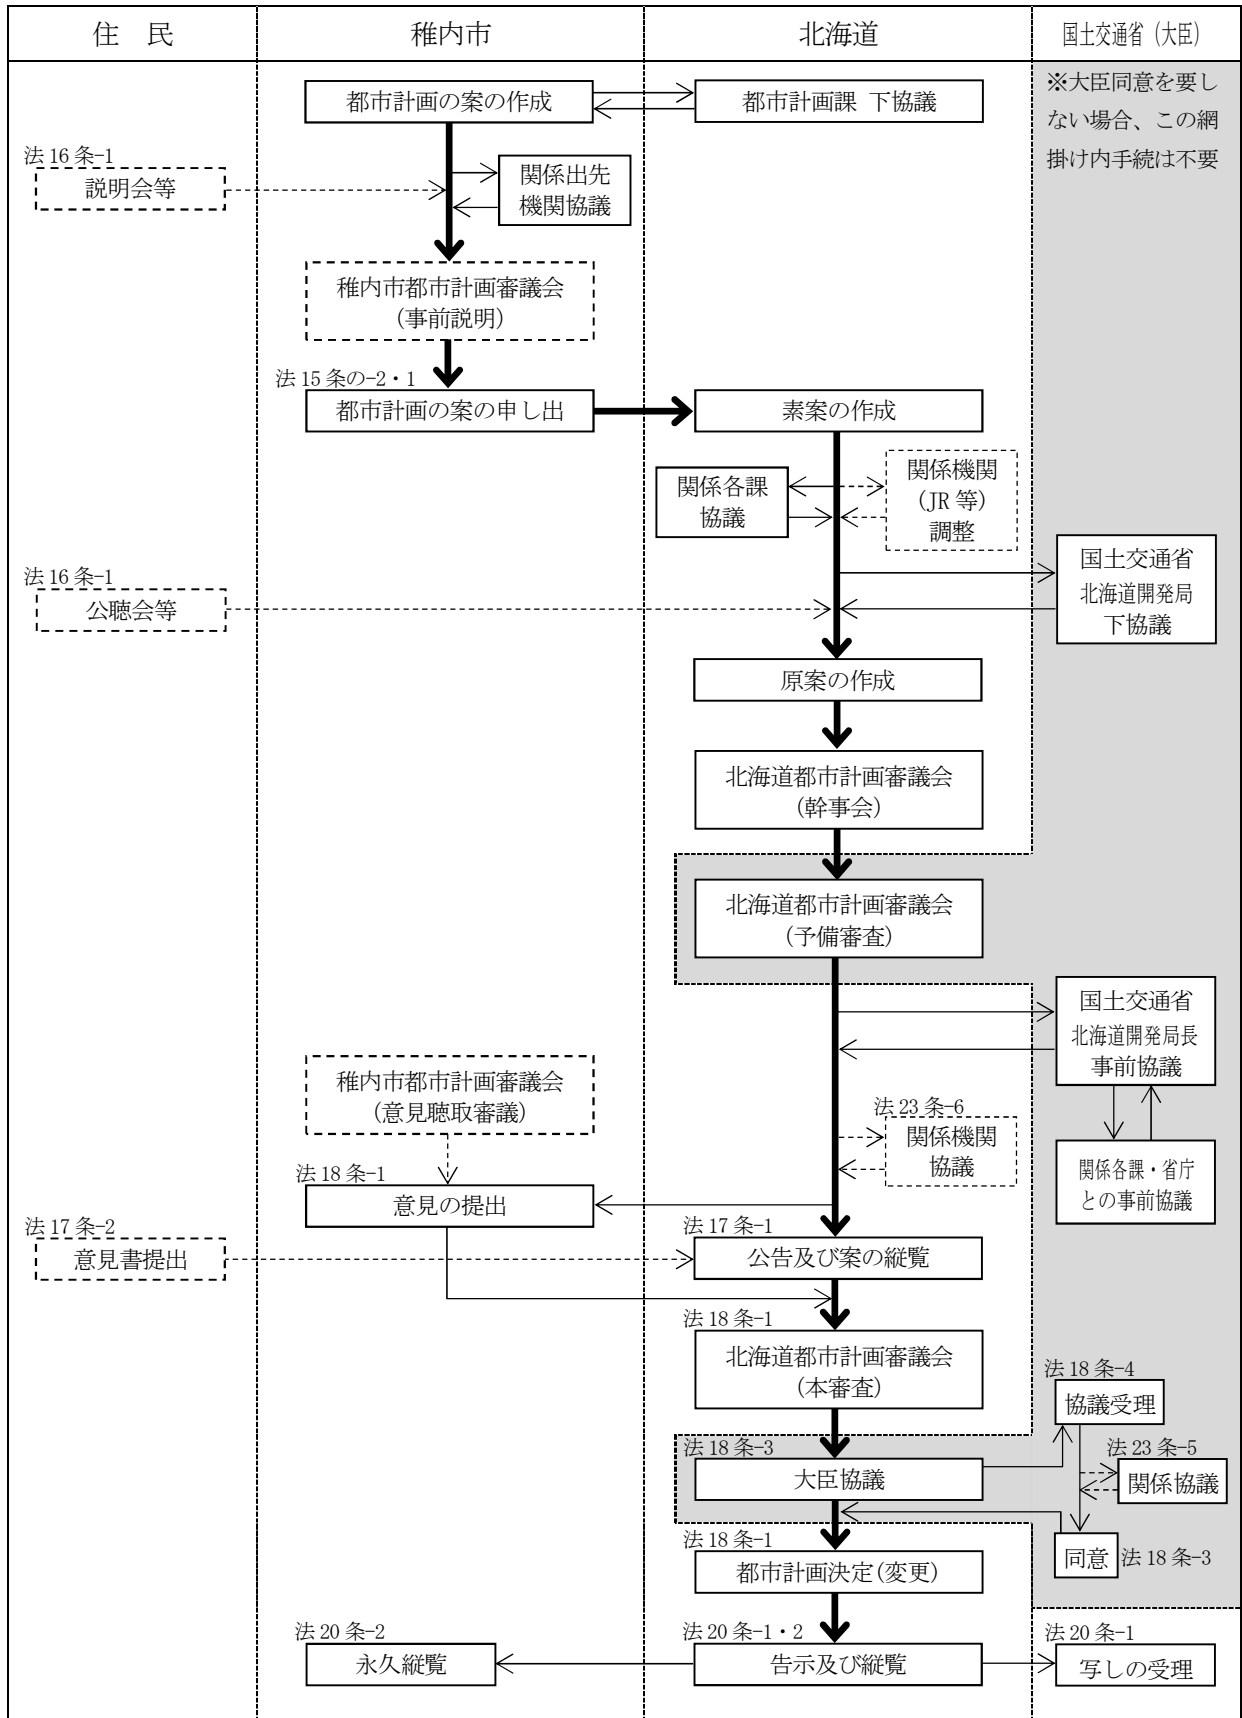 住　民
稚内市
北海道
国土交通省（大臣）
※大臣同意を要し
ない場合、この網
掛け内手続は不要
都市計画の案の作成
都市計画課 下協議
法16条-1
説明会等
関係出先
機関協議
稚内市都市計画審議会
(事前説明)
法15条の-2・1
都市計画の案の申し出
素案の作成
関係各課
協議
関係機関
（JR等）
調整
国土交通省
北海道開発局
下協議
法16条-1
公聴会等
原案の作成
北海道都市計画審議会
(幹事会)
北海道都市計画審議会
(予備審査)
国土交通省
北海道開発局長
事前協議
稚内市都市計画審議会
(意見聴取審議)
法23条-6
関係機関
協議
関係各課・省庁
との事前協議
法18条-1
意見の提出
法17条-2
意見書提出
法17条-1
公告及び案の縦覧
法18条-1
北海道都市計画審議会
(本審査)
法18条-4
協議受理
法18条-3
大臣協議
法23条-5
関係協議
同意
法18条-3
法18条-1
都市計画決定(変更)
法20条-2
永久縦覧
法20条-1・2
告示及び縦覧
法20条-1
写しの受理